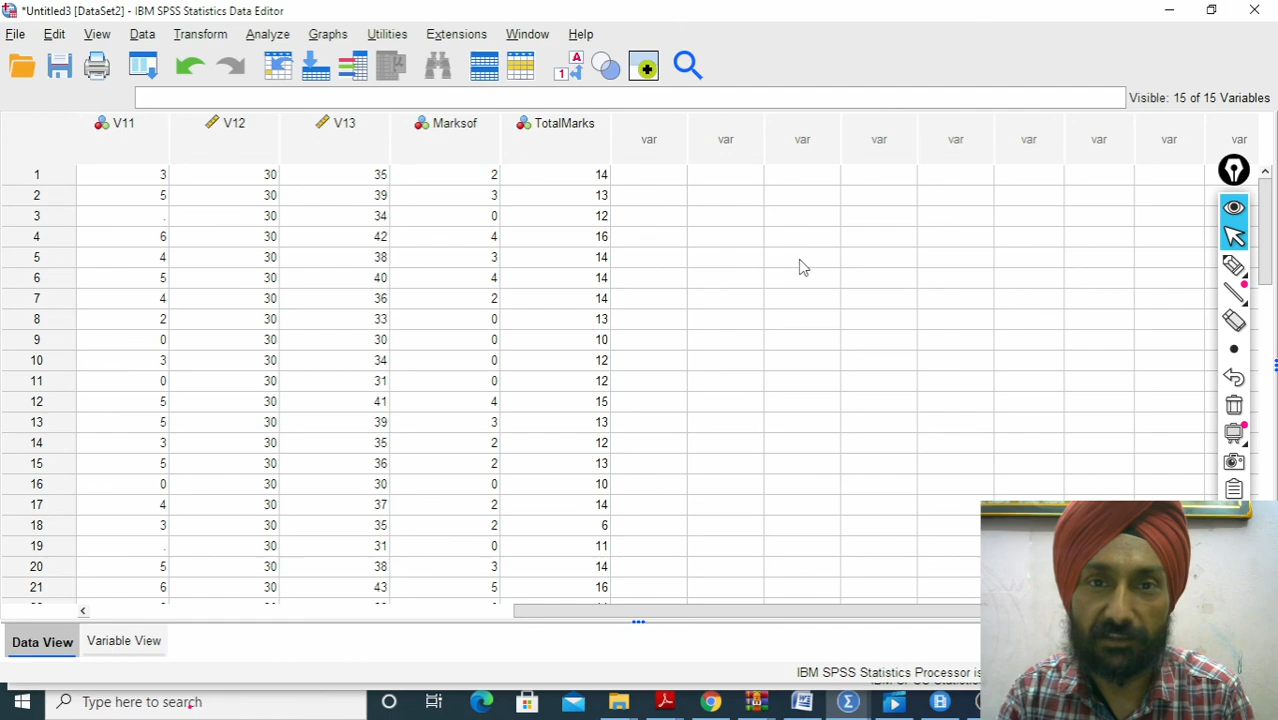 *Untitled3 [DataSet2] - IBM SPSS Statistics Data Editor
File Edit View Data Transform Analyze Graphs Utilities Extensions Window Help
Visible: 15 of 15 Variables
V11 V12 V13 Marksof TotalMarks var var var var var var var var
1 3 30 35 2 14
2 5 30 39 3 13
3 . 30 34 0 12
4 6 30 42 4 16
5 4 30 38 3 14
6 5 30 40 4 14
7 4 30 36 2 14
8 2 30 33 0 13
9 0 30 30 0 10
10 3 30 34 0 12
11 0 30 31 0 12
12 5 30 41 4 15
13 5 30 39 3 13
14 3 30 35 2 12
15 5 30 36 2 13
16 0 30 30 0 10
17 4 30 37 2 14
18 3 30 35 2 6
19 . 30 31 0 11
20 5 30 38 3 14
21 6 30 43 5 16
Data View Variable View
IBM SPSS Statistics Processor is
Type here to search